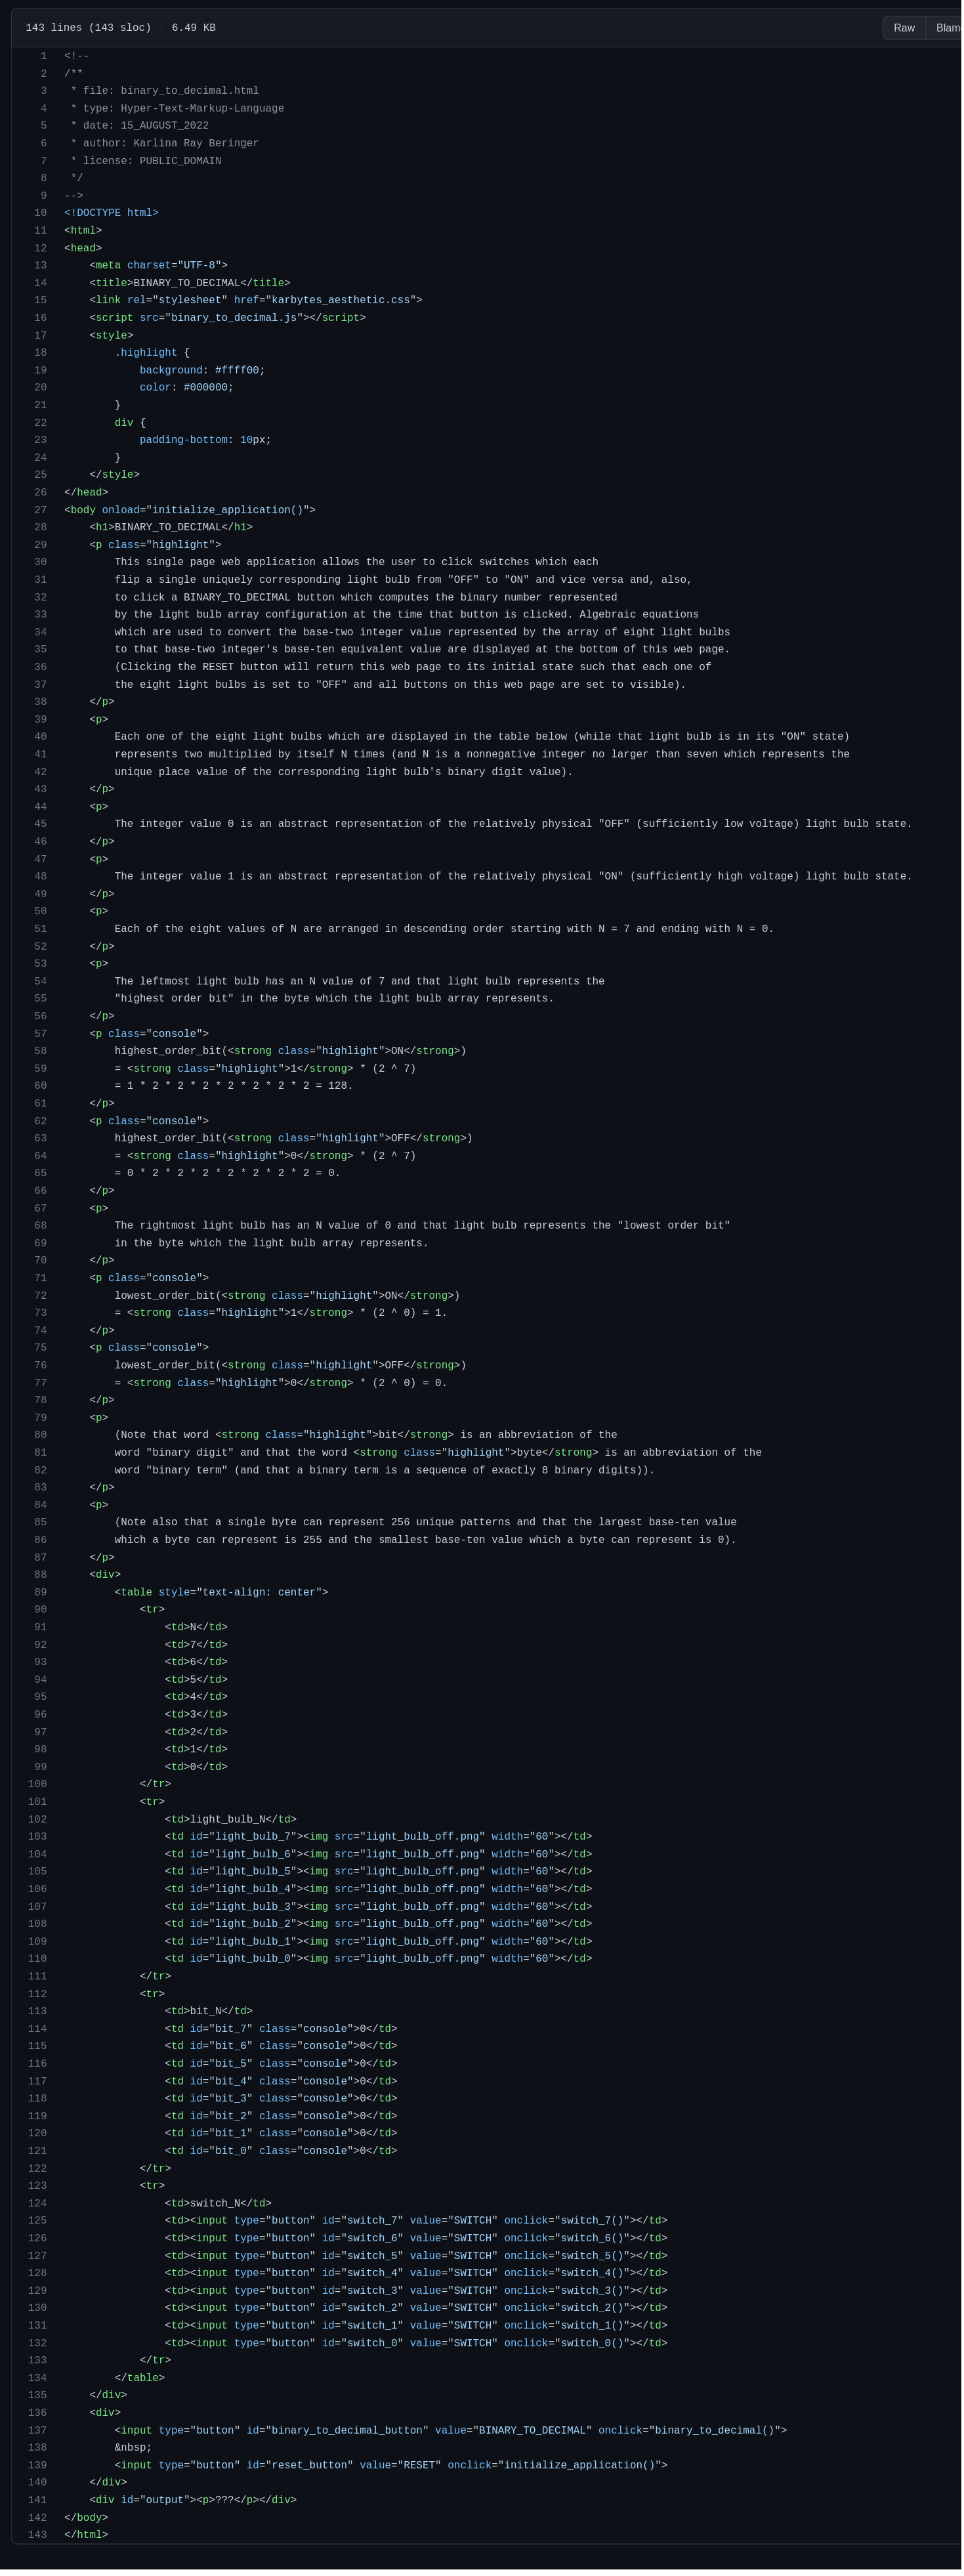 143 lines (143 sloc) 6.49 KB Raw
1 <!--
2 /**
3  * file: binary_to_decimal.html
4  * type: Hyper-Text-Markup-Language
5  * date: 15_AUGUST_2022
6  * author: Karlina Ray Beringer
7  * license: PUBLIC_DOMAIN
8  */
9 -->
10 <!DOCTYPE html>
11 <html>
12 <head>
13     <meta charset="UTF-8">
14     <title>BINARY_TO_DECIMAL</title>
15     <link rel="stylesheet" href="karbytes_aesthetic.css">
16     <script src="binary_to_decimal.js"></script>
17     <style>
18         .highlight {
19             background: #ffff00;
20             color: #000000;
21         }
22         div {
23             padding-bottom: 10px;
24         }
25     </style>
26 </head>
27 <body onload="initialize_application()">
28     <h1>BINARY_TO_DECIMAL</h1>
29     <p class="highlight">
30         This single page web application allows the user to click switches which each
31         flip a single uniquely corresponding light bulb from "OFF" to "ON" and vice versa and, also,
32         to click a BINARY_TO_DECIMAL button which computes the binary number represented
33         by the light bulb array configuration at the time that button is clicked. Algebraic equations
34         which are used to convert the base-two integer value represented by the array of eight light bulbs
35         to that base-two integer's base-ten equivalent value are displayed at the bottom of this web page.
36         (Clicking the RESET button will return this web page to its initial state such that each one of
37         the eight light bulbs is set to "OFF" and all buttons on this web page are set to visible).
38     </p>
39     <p>
40         Each one of the eight light bulbs which are displayed in the table below (while that light bulb is in its "ON" state)
41         represents two multiplied by itself N times (and N is a nonnegative integer no larger than seven which represents the
42         unique place value of the corresponding light bulb's binary digit value).
43     </p>
44     <p>
45         The integer value 0 is an abstract representation of the relatively physical "OFF" (sufficiently low voltage) light bulb state.
46     </p>
47     <p>
48         The integer value 1 is an abstract representation of the relatively physical "ON" (sufficiently high voltage) light bulb state.
49     </p>
50     <p>
51         Each of the eight values of N are arranged in descending order starting with N = 7 and ending with N = 0.
52     </p>
53     <p>
54         The leftmost light bulb has an N value of 7 and that light bulb represents the
55         "highest order bit" in the byte which the light bulb array represents.
56     </p>
57     <p class="console">
58         highest_order_bit(<strong class="highlight">ON</strong>)
59         = <strong class="highlight">1</strong> * (2 ^ 7)
60         = 1 * 2 * 2 * 2 * 2 * 2 * 2 * 2 = 128.
61     </p>
62     <p class="console">
63         highest_order_bit(<strong class="highlight">OFF</strong>)
64         = <strong class="highlight">0</strong> * (2 ^ 7)
65         = 0 * 2 * 2 * 2 * 2 * 2 * 2 * 2 = 0.
66     </p>
67     <p>
68         The rightmost light bulb has an N value of 0 and that light bulb represents the "lowest order bit"
69         in the byte which the light bulb array represents.
70     </p>
71     <p class="console">
72         lowest_order_bit(<strong class="highlight">ON</strong>)
73         = <strong class="highlight">1</strong> * (2 ^ 0) = 1.
74     </p>
75     <p class="console">
76         lowest_order_bit(<strong class="highlight">OFF</strong>)
77         = <strong class="highlight">0</strong> * (2 ^ 0) = 0.
78     </p>
79     <p>
80         (Note that word <strong class="highlight">bit</strong> is an abbreviation of the
81         word "binary digit" and that the word <strong class="highlight">byte</strong> is an abbreviation of the
82         word "binary term" (and that a binary term is a sequence of exactly 8 binary digits)).
83     </p>
84     <p>
85         (Note also that a single byte can represent 256 unique patterns and that the largest base-ten value
86         which a byte can represent is 255 and the smallest base-ten value which a byte can represent is 0).
87     </p>
88     <div>
89         <table style="text-align: center">
90             <tr>
91                 <td>N</td>
92                 <td>7</td>
93                 <td>6</td>
94                 <td>5</td>
95                 <td>4</td>
96                 <td>3</td>
97                 <td>2</td>
98                 <td>1</td>
99                 <td>0</td>
100             </tr>
101             <tr>
102                 <td>light_bulb_N</td>
103                 <td id="light_bulb_7"><img src="light_bulb_off.png" width="60"></td>
104                 <td id="light_bulb_6"><img src="light_bulb_off.png" width="60"></td>
105                 <td id="light_bulb_5"><img src="light_bulb_off.png" width="60"></td>
106                 <td id="light_bulb_4"><img src="light_bulb_off.png" width="60"></td>
107                 <td id="light_bulb_3"><img src="light_bulb_off.png" width="60"></td>
108                 <td id="light_bulb_2"><img src="light_bulb_off.png" width="60"></td>
109                 <td id="light_bulb_1"><img src="light_bulb_off.png" width="60"></td>
110                 <td id="light_bulb_0"><img src="light_bulb_off.png" width="60"></td>
111             </tr>
112             <tr>
113                 <td>bit_N</td>
114                 <td id="bit_7" class="console">0</td>
115                 <td id="bit_6" class="console">0</td>
116                 <td id="bit_5" class="console">0</td>
117                 <td id="bit_4" class="console">0</td>
118                 <td id="bit_3" class="console">0</td>
119                 <td id="bit_2" class="console">0</td>
120                 <td id="bit_1" class="console">0</td>
121                 <td id="bit_0" class="console">0</td>
122             </tr>
123             <tr>
124                 <td>switch_N</td>
125                 <td><input type="button" id="switch_7" value="SWITCH" onclick="switch_7()"></td>
126                 <td><input type="button" id="switch_6" value="SWITCH" onclick="switch_6()"></td>
127                 <td><input type="button" id="switch_5" value="SWITCH" onclick="switch_5()"></td>
128                 <td><input type="button" id="switch_4" value="SWITCH" onclick="switch_4()"></td>
129                 <td><input type="button" id="switch_3" value="SWITCH" onclick="switch_3()"></td>
130                 <td><input type="button" id="switch_2" value="SWITCH" onclick="switch_2()"></td>
131                 <td><input type="button" id="switch_1" value="SWITCH" onclick="switch_1()"></td>
132                 <td><input type="button" id="switch_0" value="SWITCH" onclick="switch_0()"></td>
133             </tr>
134         </table>
135     </div>
136     <div>
137         <input type="button" id="binary_to_decimal_button" value="BINARY_TO_DECIMAL" onclick="binary_to_decimal()">
138         &nbsp;
139         <input type="button" id="reset_button" value="RESET" onclick="initialize_application()">
140     </div>
141     <div id="output"><p>???</p></div>
142 </body>
143 </html>